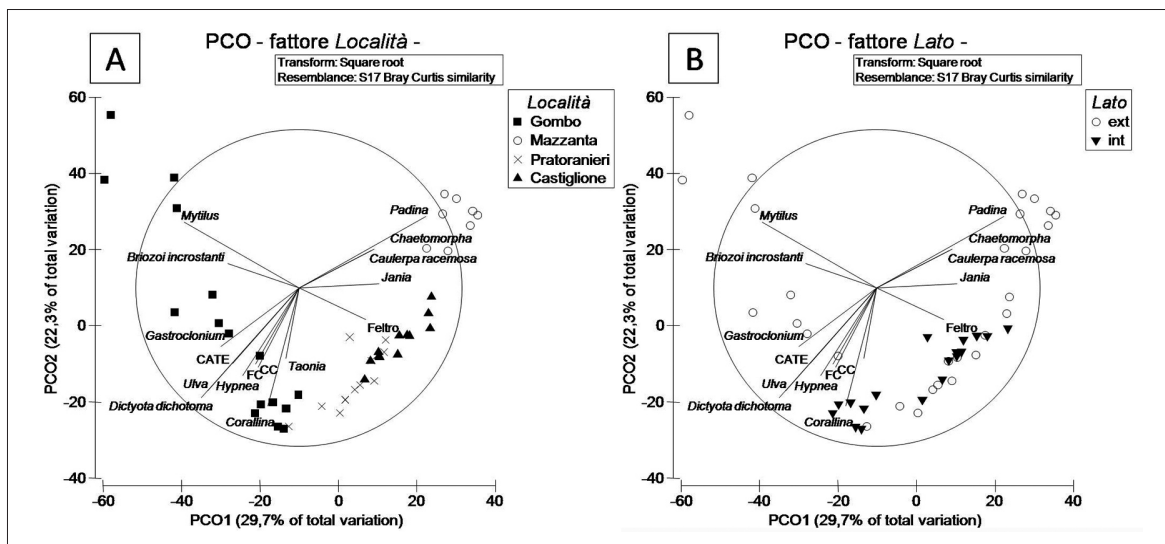 A
PCO - fattore Località -
Transform: Square root
Resemblance: S17 Bray Curtis similarity
Località
Gombo
Mazzanta
Pratoranieri
Castiglione
60
40
20
0
-20
-40
PCO2 (22,3% of total variation)
Mytilus
Padina
Chaetomorpha
Briozoi incrostanti
Caulerpa racemosa
Jania
Gastroclonium
Feltro
CATE
Taonia
CC
FC
Ulva
Hypnea
Dictyota dichotoma
Corallina
-60
-40
-20
0
20
40
PCO1 (29,7% of total variation)
B
PCO - fattore Lato -
Transform: Square root
Resemblance: S17 Bray Curtis similarity
Lato
ext
int
60
40
20
0
-20
-40
PCO2 (22,3% of total variation)
Mytilus
Padina
Chaetomorpha
Briozoi incrostanti
Caulerpa racemosa
Jania
Gastroclonium
Feltro
CATE
Taonia
CC
FC
Ulva
Hypnea
Dictyota dichotoma
Corallina
-60
-40
-20
0
20
40
PCO1 (29,7% of total variation)